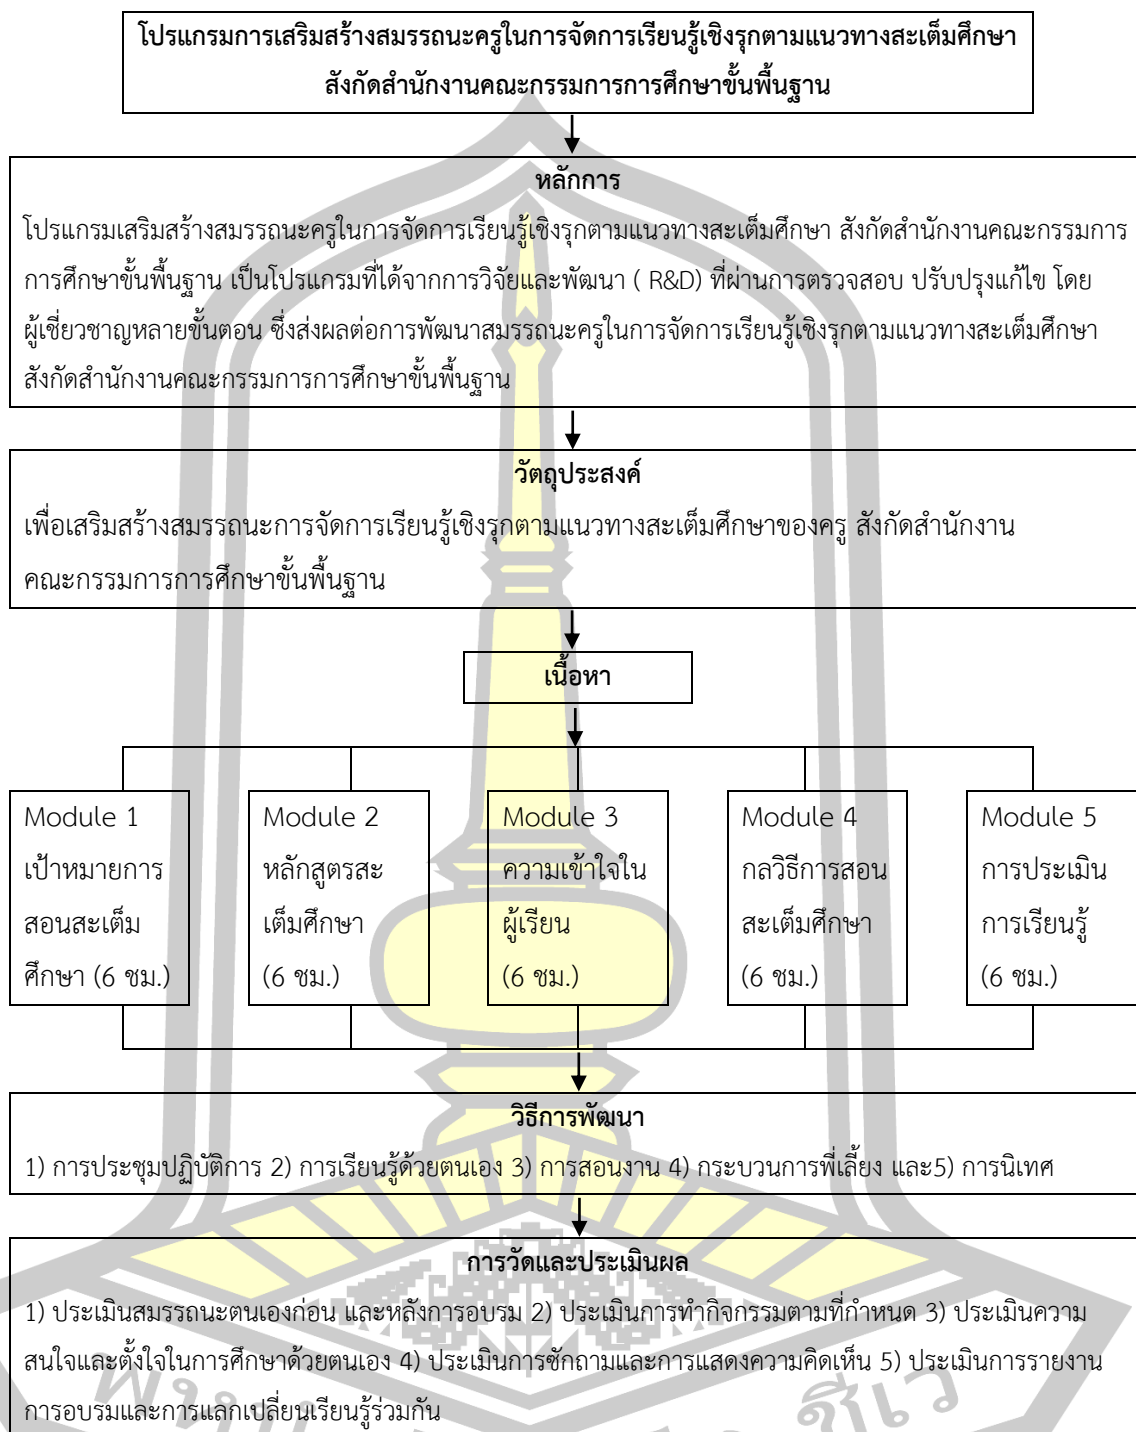 โปรแกรมการเสริมสร้างสมรรถนะครูในการจัดการเรียนรู้เชิงรุกตามแนวทางสะเต็มศึกษา
สังกัดสำนักงานคณะกรรมการการศึกษาขั้นพื้นฐาน
หลักการ
โปรแกรมเสริมสร้างสมรรถนะครูในการจัดการเรียนรู้เชิงรุกตามแนวทางสะเต็มศึกษา สังกัดสำนักงานคณะกรรมการ
การศึกษาขั้นพื้นฐาน เป็นโปรแกรมที่ได้จากการวิจัยและพัฒนา ( R&D) ที่ผ่านการตรวจสอบ ปรับปรุงแก้ไข โดย
ผู้เชี่ยวชาญหลายขั้นตอน ซึ่งส่งผลต่อการพัฒนาสมรรถนะครูในการจัดการเรียนรู้เชิงรุกตามแนวทางสะเต็มศึกษา
สังกัดสำนักงานคณะกรรมการการศึกษาขั้นพื้นฐาน
วัตถุประสงค์
เพื่อเสริมสร้างสมรรถนะการจัดการเรียนรู้เชิงรุกตามแนวทางสะเต็มศึกษาของครู สังกัดสำนักงาน
คณะกรรมการการศึกษาขั้นพื้นฐาน
เนื้อหา
Module 1
เป้าหมายการ
สอนสะเต็ม
ศึกษา (6 ชม.)
Module 2
หลักสูตรสะ
เต็มศึกษา
(6 ชม.)
Module 3
ความเข้าใจใน
ผู้เรียน
(6 ชม.)
Module 4
กลวิธีการสอน
สะเต็มศึกษา
(6 ชม.)
Module 5
การประเมิน
การเรียนรู้
(6 ชม.)
วิธีการพัฒนา
1) การประชุมปฏิบัติการ 2) การเรียนรู้ด้วยตนเอง 3) การสอนงาน 4) กระบวนการพี่เลี้ยง และ5) การนิเทศ
การวัดและประเมินผล
1) ประเมินสมรรถนะตนเองก่อน และหลังการอบรม 2) ประเมินการทำกิจกรรมตามที่กำหนด 3) ประเมินความ
สนใจและตั้งใจในการศึกษาด้วยตนเอง 4) ประเมินการซักถามและการแสดงความคิดเห็น 5) ประเมินการรายงาน
การอบรมและการแลกเปลี่ยนเรียนรู้ร่วมกัน
ชีเว